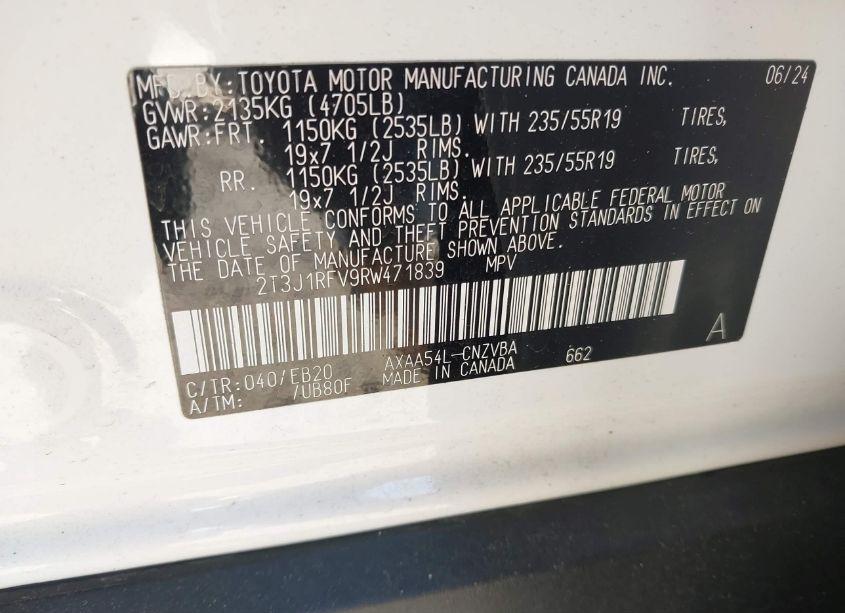 MFD. BY: TOYOTA MOTOR MANUFACTURING CANADA INC. 06/24
GVWR: 2135KG (4705LB)
GAWR: FRT. 1150KG (2535LB) WITH 235/55R19 TIRES,
19x7 1/2J RIMS.
RR. 1150KG (2535LB) WITH 235/55R19 TIRES,
19x7 1/2J RIMS.
THIS VEHICLE CONFORMS TO ALL APPLICABLE FEDERAL MOTOR
VEHICLE SAFETY AND THEFT PREVENTION STANDARDS IN EFFECT ON
THE DATE OF MANUFACTURE SHOWN ABOVE.
2T3J1RFV9RW471839 MPV
A
C/TR: 040/EB20 AXAA54L-CNZVBA 662
A/TM: /UB80F MADE IN CANADA